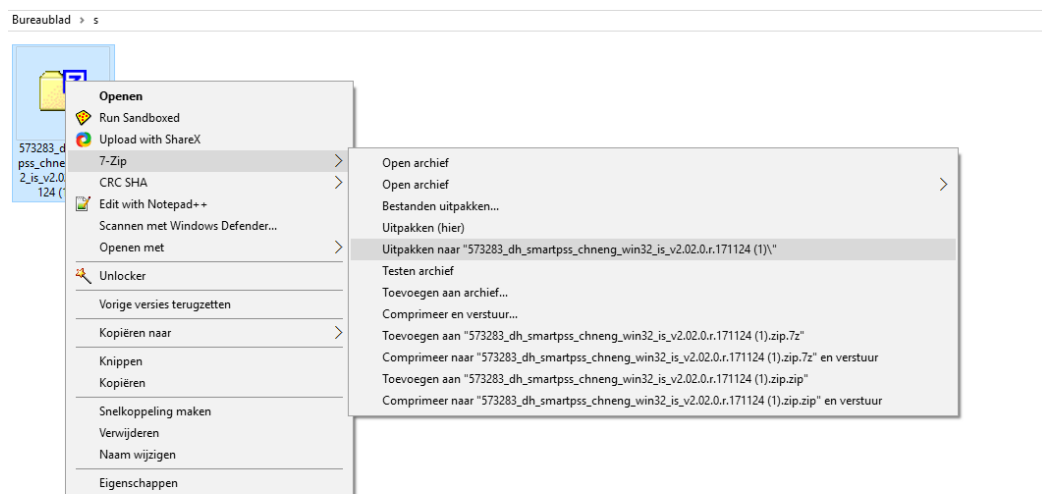 Bureaublad > s
573283_d
pss_chne
2_is_v2.0
124 (
Openen
Run Sandboxed
Upload with ShareX
7-Zip
CRC SHA
Edit with Notepad++
Scannen met Windows Defender...
Openen met
Unlocker
Vorige versies terugzetten
Kopiëren naar
Knippen
Kopiëren
Snelkoppeling maken
Verwijderen
Naam wijzigen
Eigenschappen
Open archief
Open archief
Bestanden uitpakken...
Uitpakken (hier)
Uitpakken naar "573283_dh_smartpss_chneng_win32_is_v2.02.0.r.171124 (1)\"
Testen archief
Toevoegen aan archief...
Comprimeer en verstuur...
Toevoegen aan "573283_dh_smartpss_chneng_win32_is_v2.02.0.r.171124 (1).zip.7z"
Comprimeer naar "573283_dh_smartpss_chneng_win32_is_v2.02.0.r.171124 (1).zip.7z" en verstuur
Toevoegen aan "573283_dh_smartpss_chneng_win32_is_v2.02.0.r.171124 (1).zip.zip"
Comprimeer naar "573283_dh_smartpss_chneng_win32_is_v2.02.0.r.171124 (1).zip.zip" en verstuur